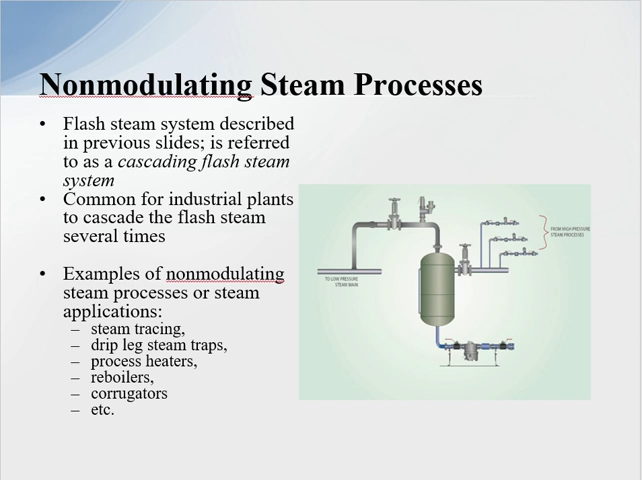 Nonmodulating Steam Processes
• Flash steam system described
in previous slides; is referred
to as a cascading flash steam
system
• Common for industrial plants
to cascade the flash steam
several times
• Examples of nonmodulating
steam processes or steam
applications:
– steam tracing,
– drip leg steam traps,
– process heaters,
– reboilers,
– corrugators
– etc.
FROM HIGH PRESSURE
STEAM PROCESSES
TO LOW PRESSURE
STEAM MAIN